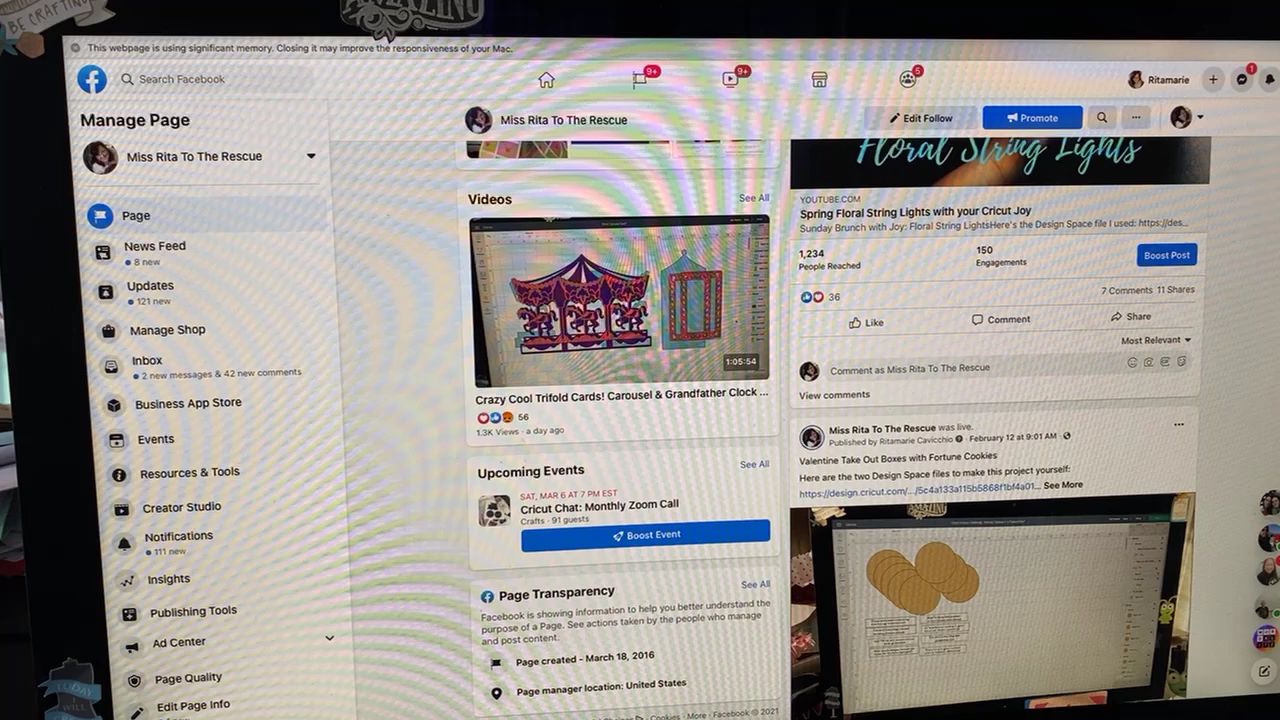 BE CRAFTING
This webpage is using significant memory. Closing it may improve the responsiveness of your Mac.
Search Facebook
9+
9+
5
Ritamarie
1
Manage Page
Miss Rita To The Rescue
Page
News Feed
8 new
Updates
121 new
Manage Shop
Inbox
2 new messages & 42 new comments
Business App Store
Events
Resources & Tools
Creator Studio
Notifications
111 new
Insights
Publishing Tools
Ad Center
Page Quality
Edit Page Info
TODAY
I
WILL
Miss Rita To The Rescue
Edit Follow
Promote
Videos
See All
1:05:54
Crazy Cool Trifold Cards! Carousel & Grandfather Clock ...
56
1.3K Views · a day ago
Upcoming Events
See All
SAT, MAR 6 AT 7 PM EST
Cricut Chat: Monthly Zoom Call
Crafts · 91 guests
Boost Event
Page Transparency
See All
Facebook is showing information to help you better understand the
purpose of a Page. See actions taken by the people who manage
and post content.
Page created - March 18, 2016
Page manager location: United States
Cookies · More · Facebook © 2021
Floral String Lights
YOUTUBE.COM
Spring Floral String Lights with your Cricut Joy
Sunday Brunch with Joy: Floral String LightsHere's the Design Space file I used: https://des...
1,234
People Reached
150
Engagements
Boost Post
36
7 Comments 11 Shares
Like
Comment
Share
Most Relevant
Comment as Miss Rita To The Rescue
View comments
Miss Rita To The Rescue was live.
Published by Ritamarie Cavicchio · February 12 at 9:01 AM ·
Valentine Take Out Boxes with Fortune Cookies
Here are the two Design Space files to make this project yourself:
https://design.cricut.com/.../5c4a133a115b5868f1bf4a01... See More